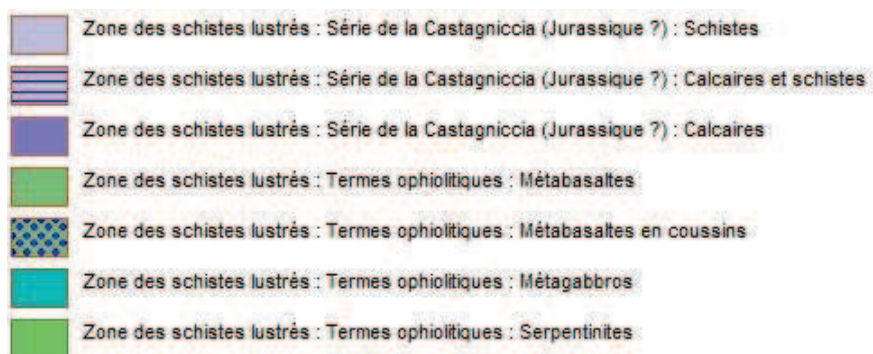 Zone des schistes lustrés : Série de la Castagniccia (Jurassique ?) : Schistes
Zone des schistes lustrés : Série de la Castagniccia (Jurassique ?) : Calcaires et schistes
Zone des schistes lustrés : Série de la Castagniccia (Jurassique ?) : Calcaires
Zone des schistes lustrés : Termes ophiolitiques : Métabasaltes
Zone des schistes lustrés : Termes ophiolitiques : Métabasaltes en coussins
Zone des schistes lustrés : Termes ophiolitiques : Métagabbros
Zone des schistes lustrés : Termes ophiolitiques : Serpentinites